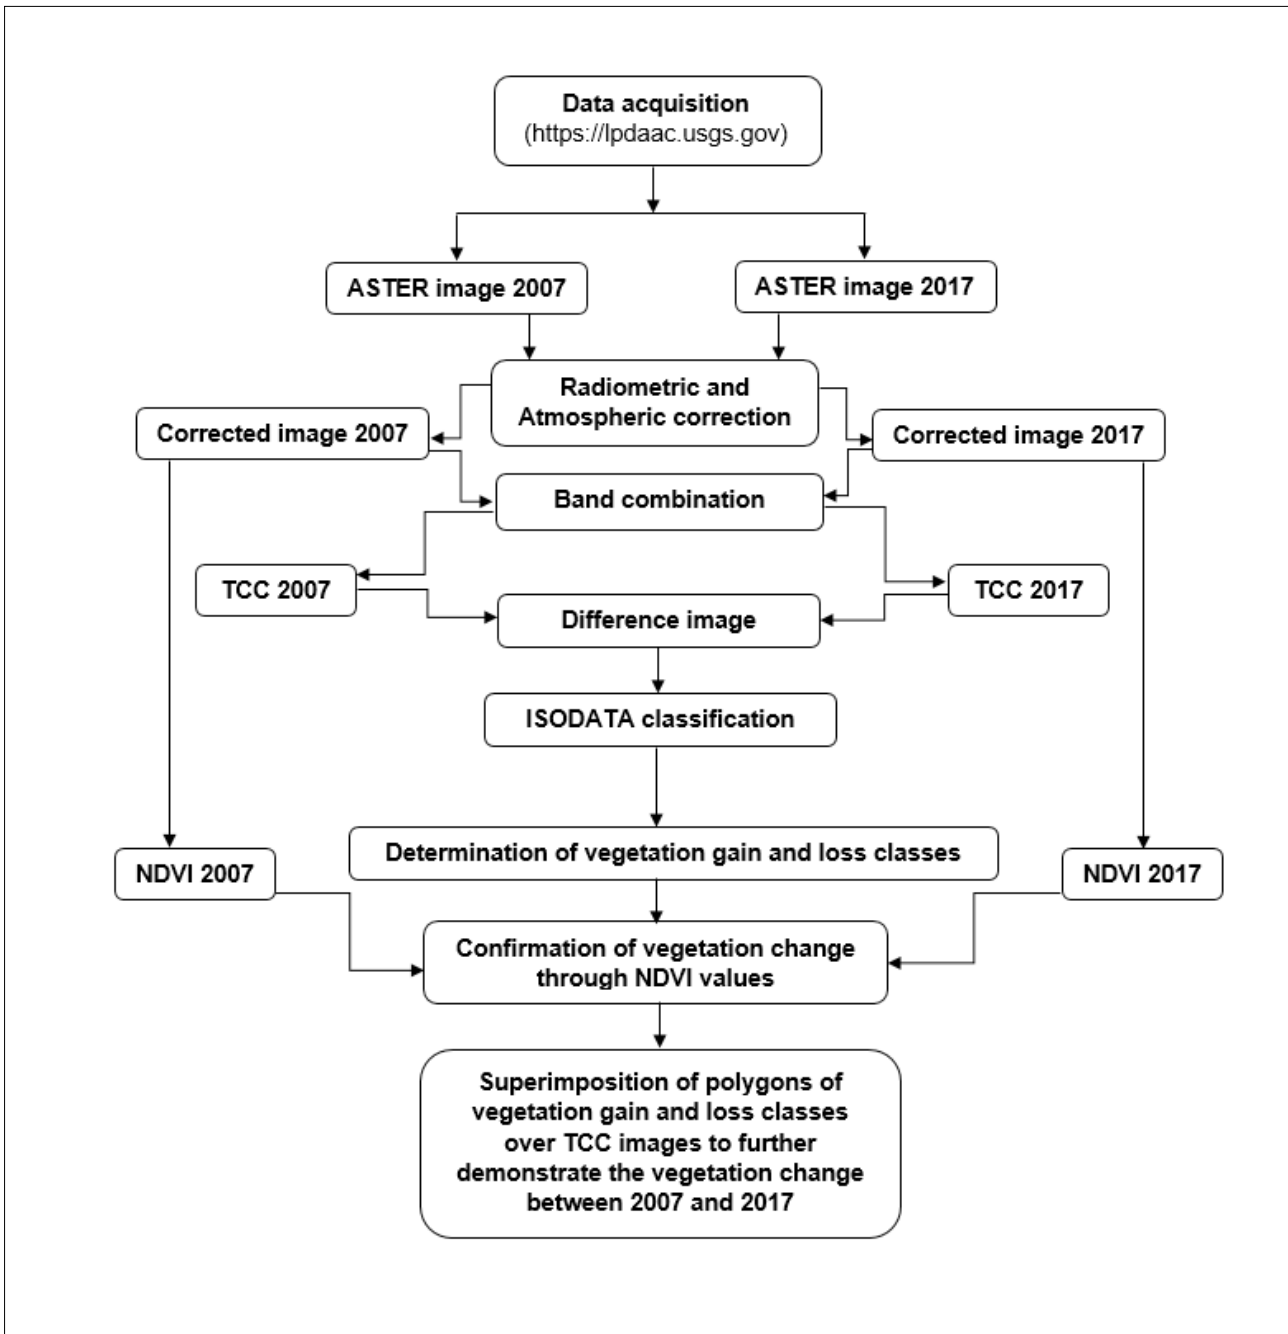 Data acquisition
(https://lpdaac.usgs.gov)
ASTER image 2007
ASTER image 2017
Radiometric and
Atmospheric correction
Corrected image 2007
Corrected image 2017
Band combination
TCC 2007
TCC 2017
Difference image
ISODATA classification
Determination of vegetation gain and loss classes
NDVI 2007
NDVI 2017
Confirmation of vegetation change
through NDVI values
Superimposition of polygons of
vegetation gain and loss classes
over TCC images to further
demonstrate the vegetation change
between 2007 and 2017